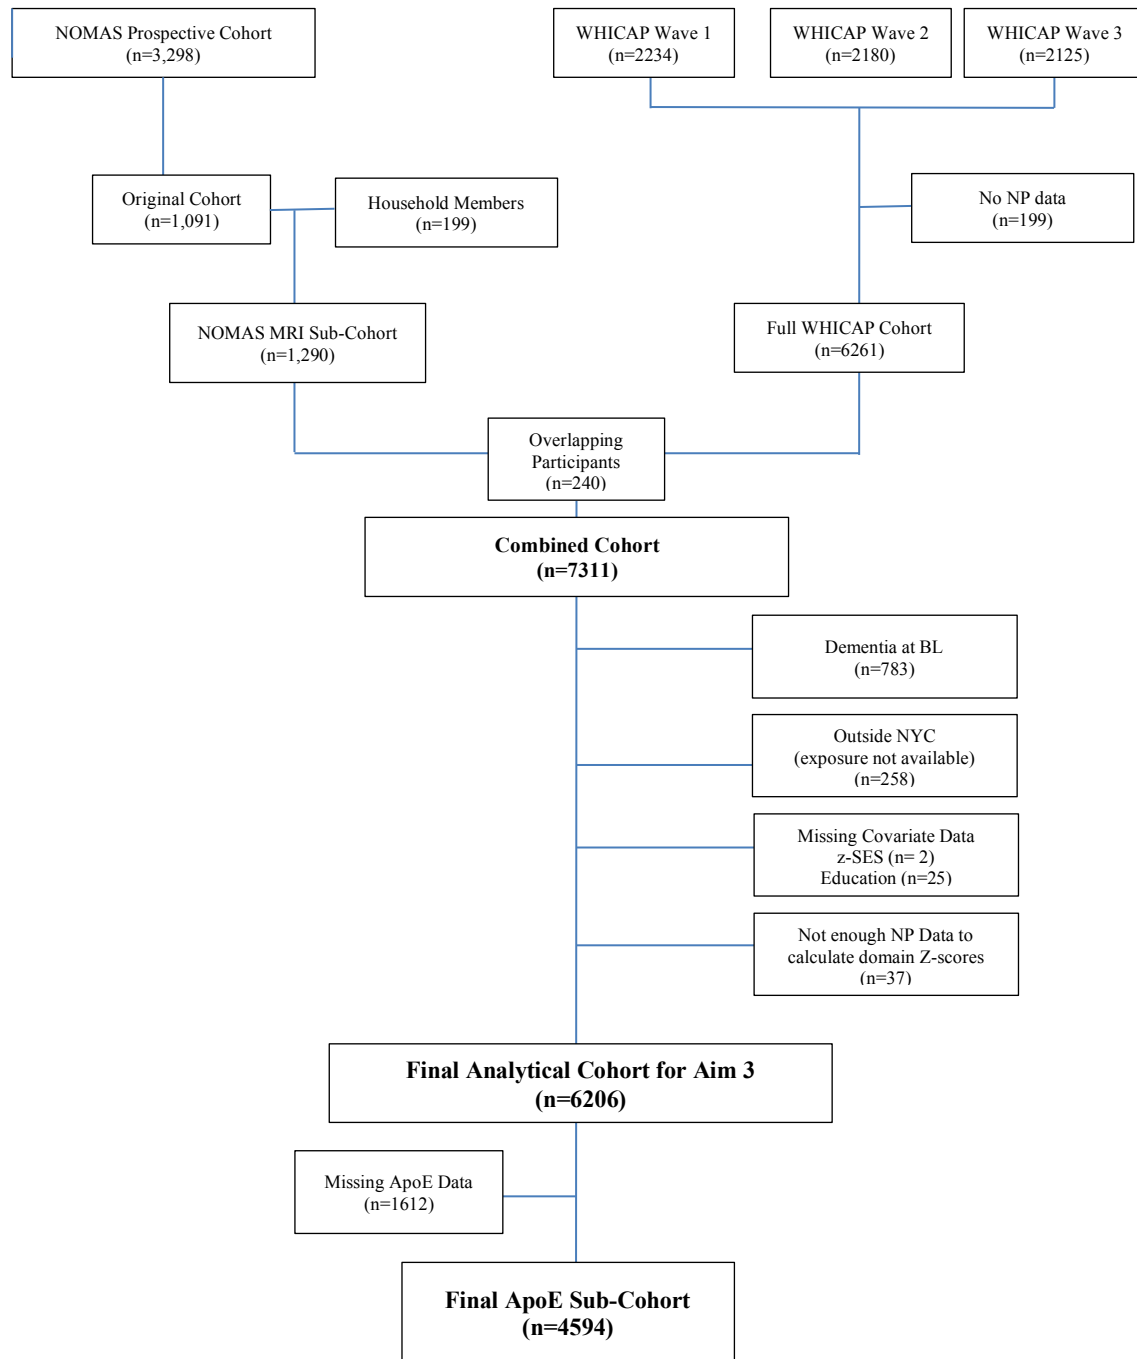 NOMAS Prospective Cohort
(n=3,298)
WHICAP Wave 1
(n=2234)
WHICAP Wave 2
(n=2180)
WHICAP Wave 3
(n=2125)
Original Cohort
(n=1,091)
Household Members
(n=199)
No NP data
(n=199)
NOMAS MRI Sub-Cohort
(n=1,290)
Full WHICAP Cohort
(n=6261)
Overlapping
Participants
(n=240)
Combined Cohort
(n=7311)
Dementia at BL
(n=783)
Outside NYC
(exposure not available)
(n=258)
Missing Covariate Data
z-SES (n= 2)
Education (n=25)
Not enough NP Data to
calculate domain Z-scores
(n=37)
Final Analytical Cohort for Aim 3
(n=6206)
Missing ApoE Data
(n=1612)
Final ApoE Sub-Cohort
(n=4594)